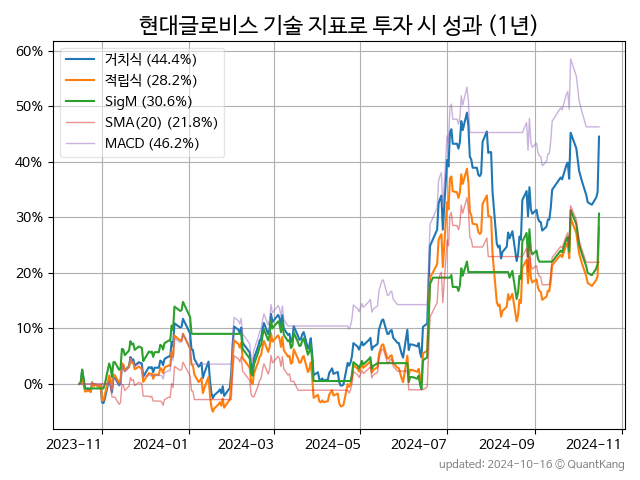 현대글로비스 기술 지표로 투자 시 성과 (1년)
60%
50%
40%
30%
20%
10%
0%
거치식 (44.4%)
적립식 (28.2%)
SigM (30.6%)
SMA(20) (21.8%)
MACD (46.2%)
2023-11 2024-01 2024-03 2024-05 2024-07 2024-09 2024-11
updated: 2024-10-16 © QuantKang